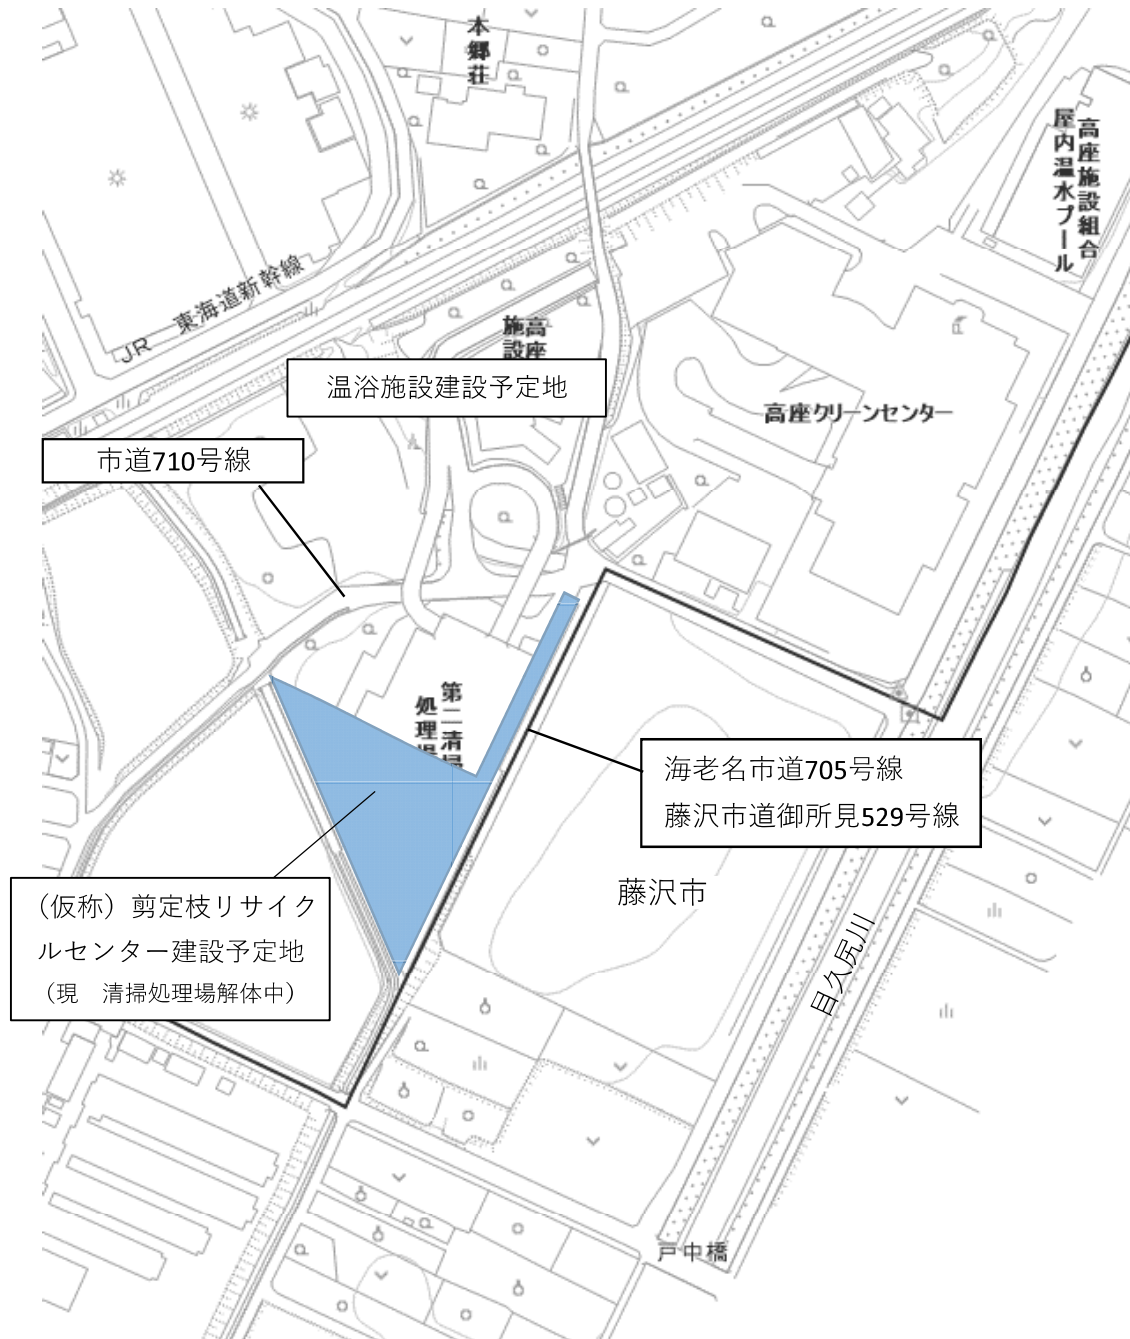 本郷荘
高座施設組合
屋内温水プール
JR 東海道新幹線
高座
施設
温浴施設建設予定地
高座クリーンセンター
市道710号線
第二清掃
処理場
海老名市道705号線
藤沢市道御所見529号線
藤沢市
(仮称)剪定枝リサイク
ルセンター建設予定地
(現 清掃処理場解体中)
目久尻川
戸中橋